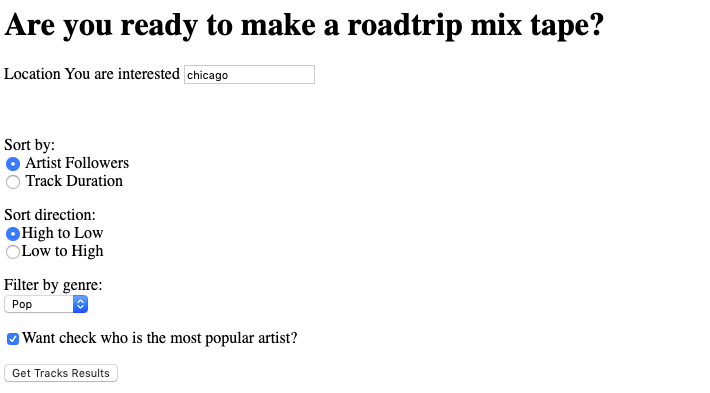 Are you ready to make a roadtrip mix tape?
Location You are interested chicago
Sort by:
Artist Followers
Track Duration
Sort direction:
High to Low
Low to High
Filter by genre:
Pop
Want check who is the most popular artist?
Get Tracks Results